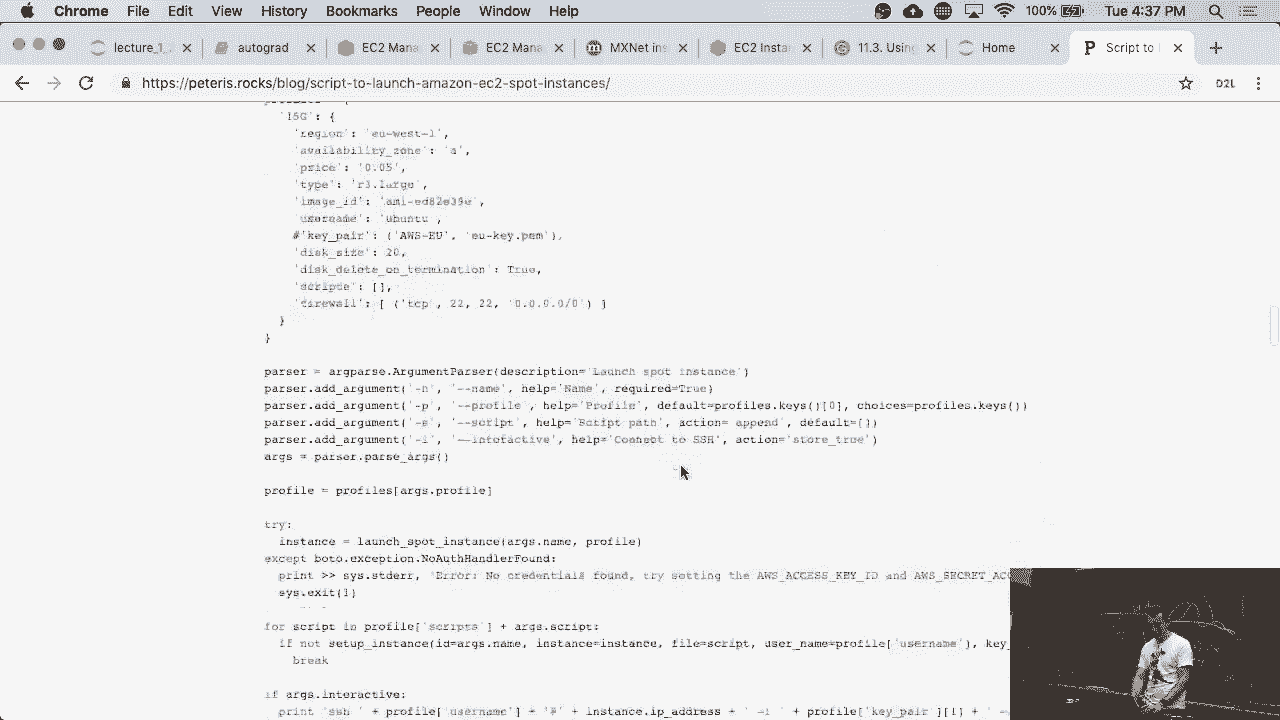 Chrome File Edit View History Bookmarks People Window Help 100% Tue 4:37 PM
lecture_1_ autograd EC2 Mana EC2 Mana MXNet ins EC2 Insta 11.3. Using Home Script to l
https://peteris.rocks/blog/script-to-launch-amazon-ec2-spot-instances/ D2L
'15G': {
'region': 'eu-west-1',
'availability_zone': 'a',
'price': '0.05',
'type': 'r3.large',
'image_id': 'ami-ed82e39e',
'username': 'ubuntu',
#'key_pair': ('AWS-EU', 'eu-key.pem'),
'disk_size': 20,
'disk_delete_on_termination': True,
'scripts': [],
'firewall': [ ('tcp', 22, 22, '0.0.0.0/0') ]
}
}
parser = argparse.ArgumentParser(description='Launch spot instance')
parser.add_argument('-n', '--name', help='Name', required=True)
parser.add_argument('-p', '--profile', help='Profile', default=profiles.keys()[0], choices=profiles.keys())
parser.add_argument('-s', '--script', help='Script path', action='append', default=[])
parser.add_argument('-i', '--interactive', help='Connect to SSH', action='store_true')
args = parser.parse_args()
profile = profiles[args.profile]
try:
instance = launch_spot_instance(args.name, profile)
except boto.exception.NoAuthHandlerFound:
print >> sys.stderr, 'Error: No credentials found, try setting the AWS_ACCESS_KEY_ID and AWS_SECRET_ACC
sys.exit(1)
for script in profile['scripts'] + args.script:
if not setup_instance(id=args.name, instance=instance, file=script, user_name=profile['username'], key_
break
if args.interactive:
print 'ssh ' + profile['username'] + '@' + instance.ip_address + ' -i ' + profile['key_pair'][1] + ' -